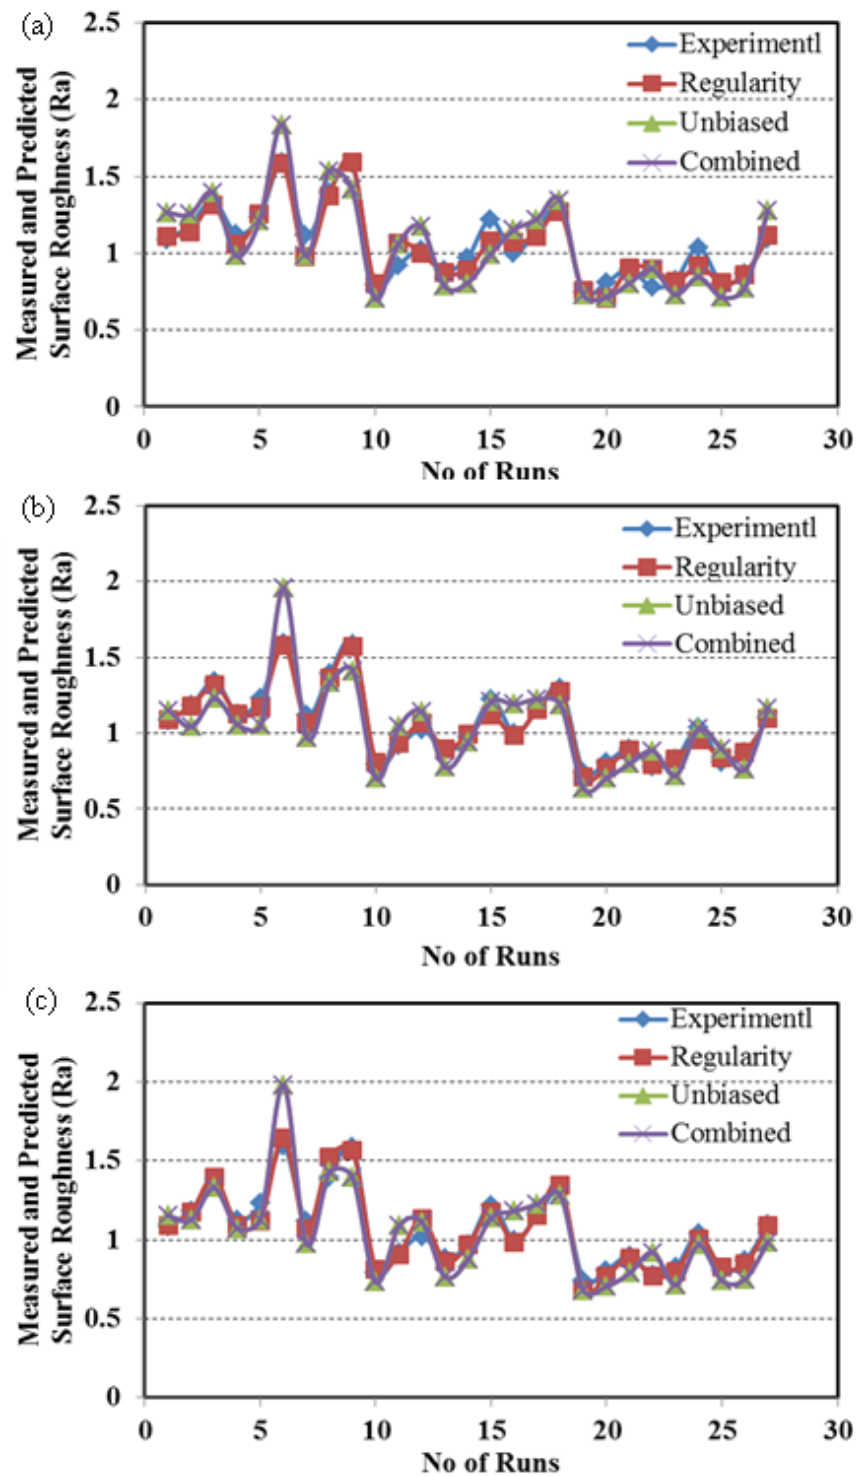 (a)
Measured and Predicted
Surface Roughness (Ra)
2.5
2
1.5
1
0.5
0
Experimentl
Regularity
Unbiased
Combined
0 5 10 15 20 25 30
No of Runs
(b)
Measured and Predicted
Surface Roughness (Ra)
2.5
2
1.5
1
0.5
0
Experimentl
Regularity
Unbiased
Combined
0 5 10 15 20 25 30
No of Runs
(c)
Measured and Predicted
Surface Roughness (Ra)
2.5
2
1.5
1
0.5
0
Experimentl
Regularity
Unbiased
Combined
0 5 10 15 20 25 30
No of Runs